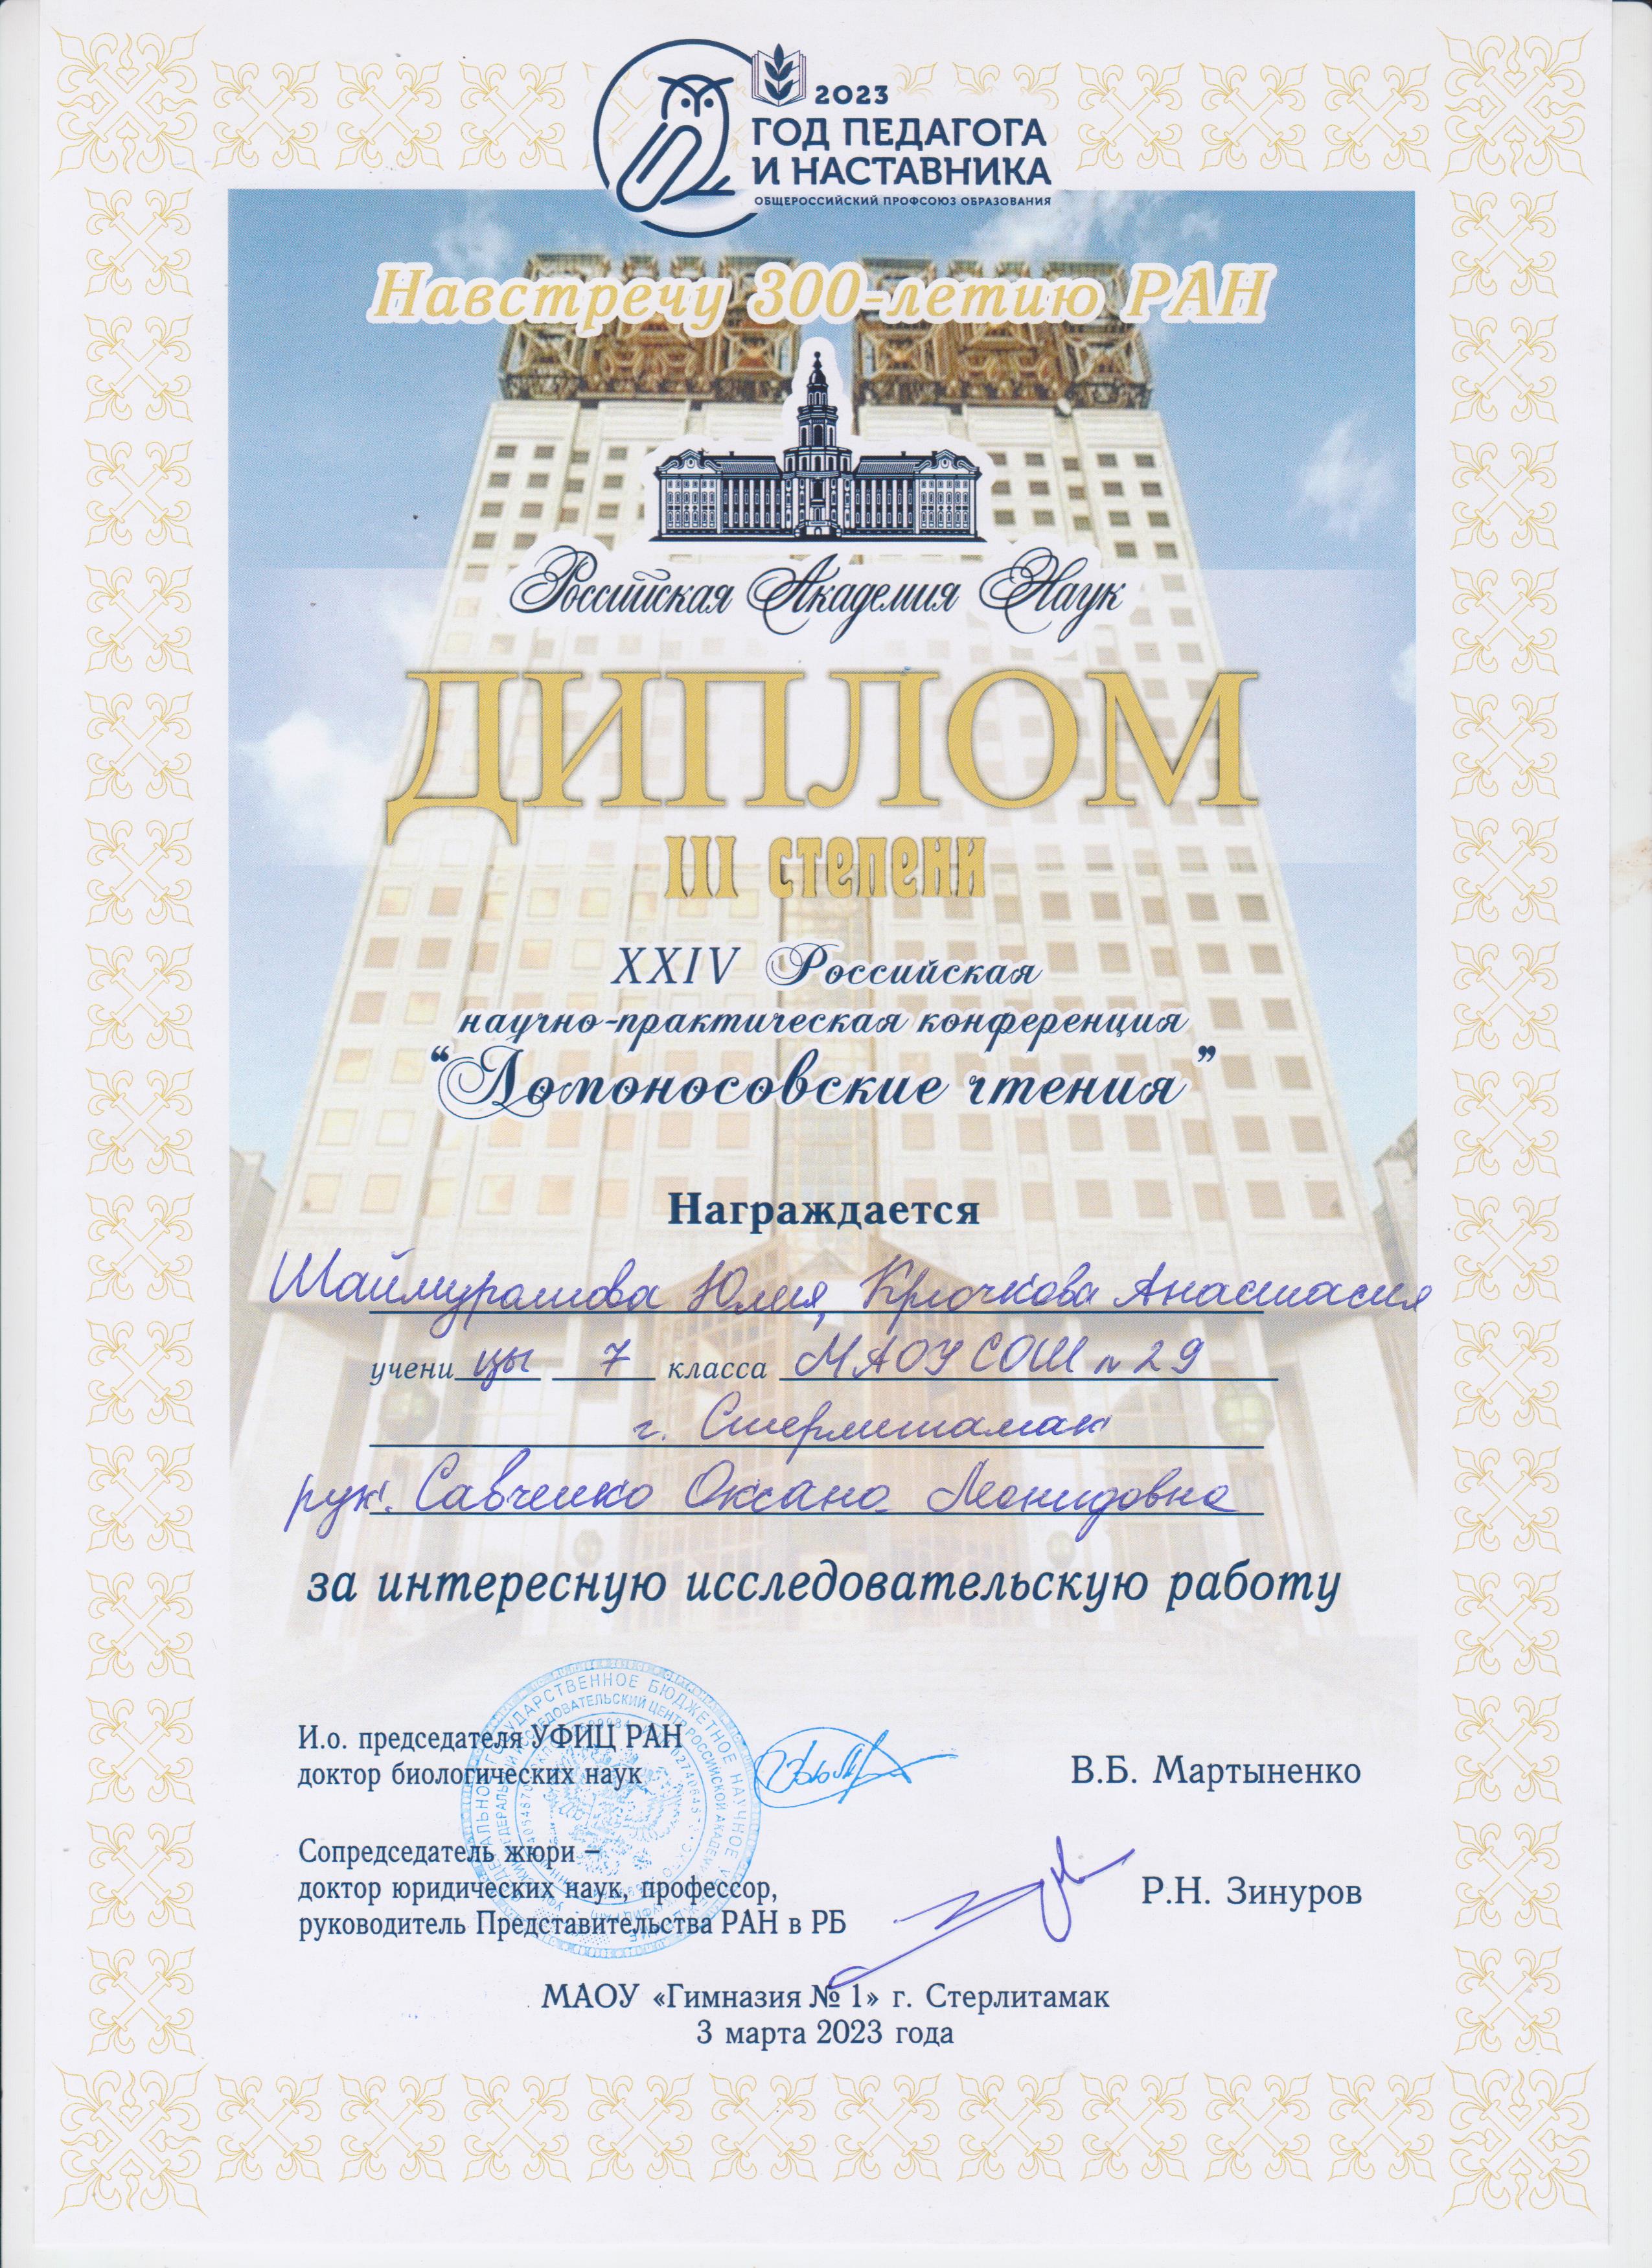 2023
ГОД ПЕДАГОГА
И НАСТАВНИКА
ОБЩЕРОССИЙСКИЙ ПРОФСОЮЗ ОБРАЗОВАНИЯ
Навстречу 300-летию РАН
Российская Академия Наук
ДИПЛОМ
III степени
XXIV Российская
научно-практическая конференция
“Ломоносовские чтения”
Награждается
Шаймуратова Юлия, Крючкова Анастасия
учени цы 7 класса МАОУ СОШ № 29
г. Стерлитамак
рук. Савченко Оксана Леонидовна
за интересную исследовательскую работу
И.о. председателя УФИЦ РАН
доктор биологических наук
В.Б. Мартыненко
Сопредседатель жюри –
доктор юридических наук, профессор,
руководитель Представительства РАН в РБ
Р.Н. Зинуров
МАОУ «Гимназия № 1» г. Стерлитамак
3 марта 2023 года